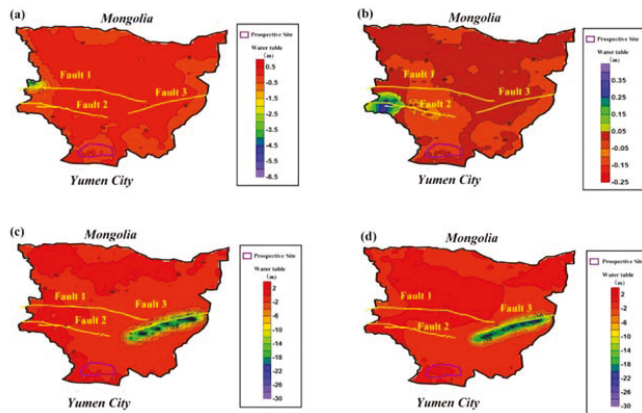 (a)
Mongolia
Prospective Site
Water table
(m)
0.5
-0.5
-1.5
-2.5
-3.5
-4.5
-5.5
-6.5
Fault 1
Fault 2
Fault 3
Yumen City
(b)
Mongolia
Prospective Site
Water table
(m)
0.35
0.25
0.15
0.05
-0.05
-0.15
-0.25
Fault 1
Fault 2
Fault 3
Yumen City
(c)
Mongolia
Prospective Site
Water table
(m)
2
-2
-6
-10
-14
-18
-22
-26
-30
Fault 1
Fault 2
Fault 3
Yumen City
(d)
Mongolia
Prospective Site
Water table
(m)
2
-2
-6
-10
-14
-18
-22
-26
-30
Fault 1
Fault 2
Fault 3
Yumen City